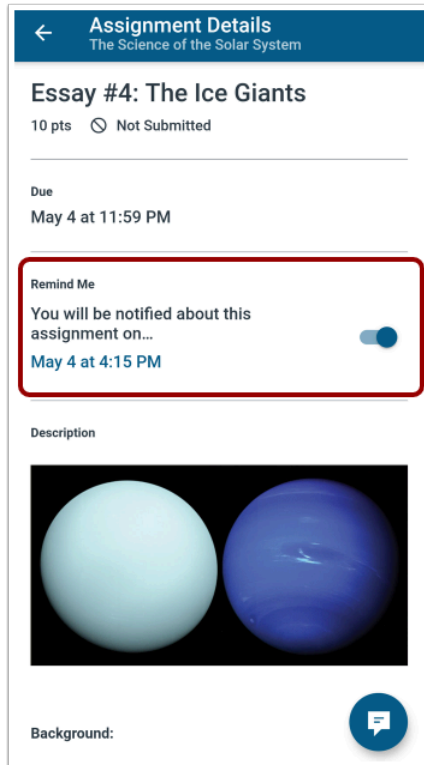 Assignment Details
The Science of the Solar System
Essay #4: The Ice Giants
10 pts Not Submitted
Due
May 4 at 11:59 PM
Remind Me
You will be notified about this
assignment on...
May 4 at 4:15 PM
Description
Background: